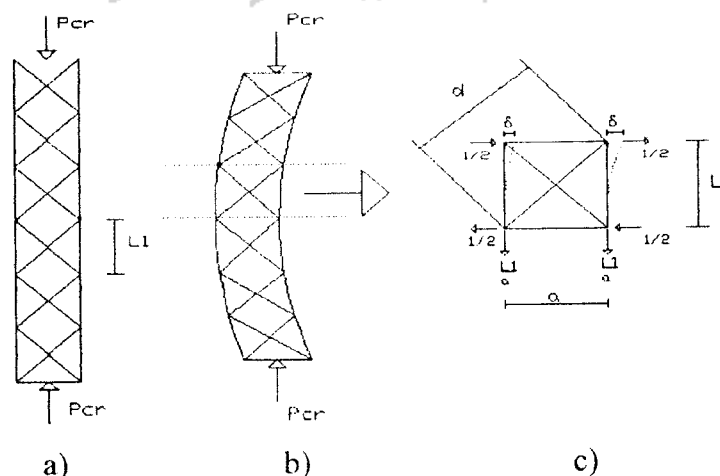 Pcr
Pcr
d
δ
δ
1/2
1/2
L1
L
1/2
1/2
L1
a
L1
a
a
Pcr
Pcr
a)
b)
c)